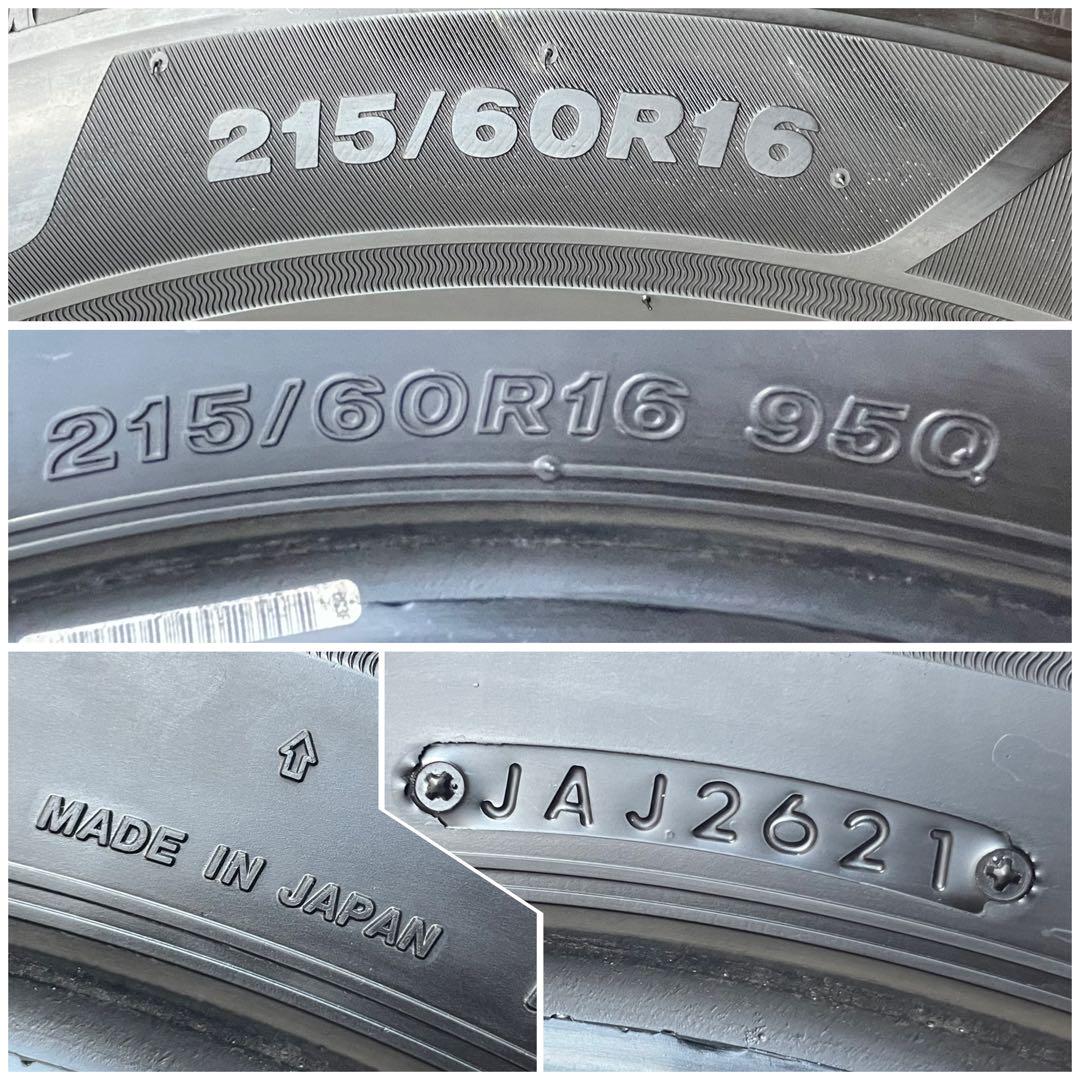 215/60R16
215/60R16 95Q
MADE IN JAPAN
JAJ2621